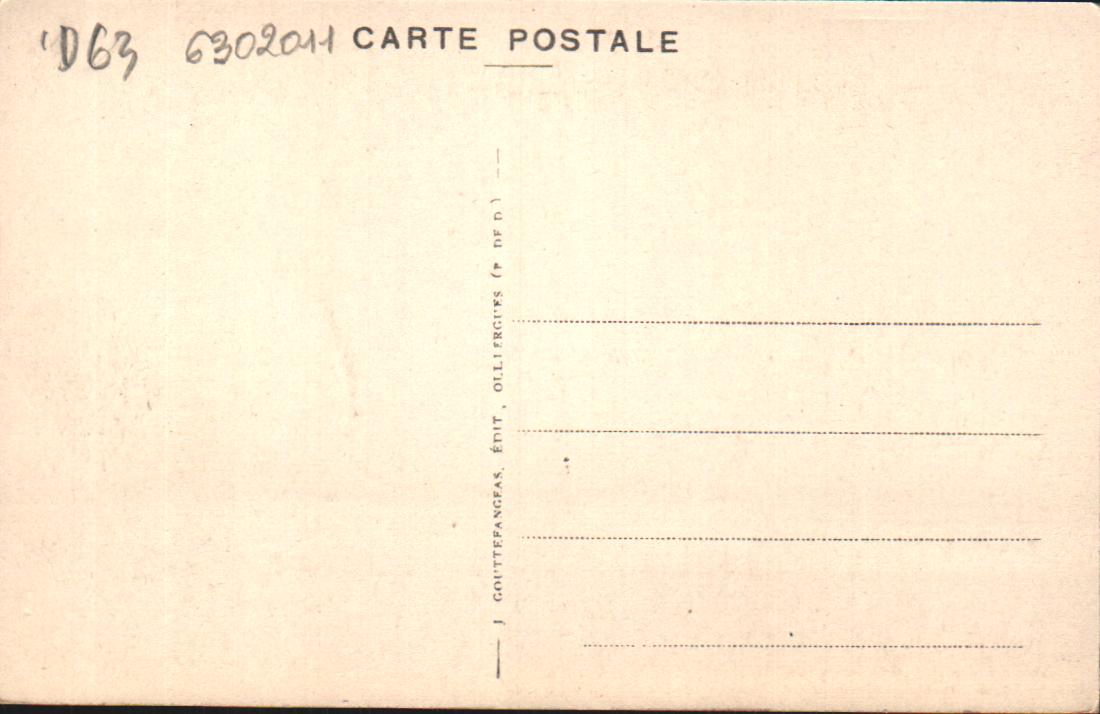 D63 6302011 CARTE POSTALE
J GOUTTEFANGEAS, ÉDIT, OLLIERGUES (P DE D)